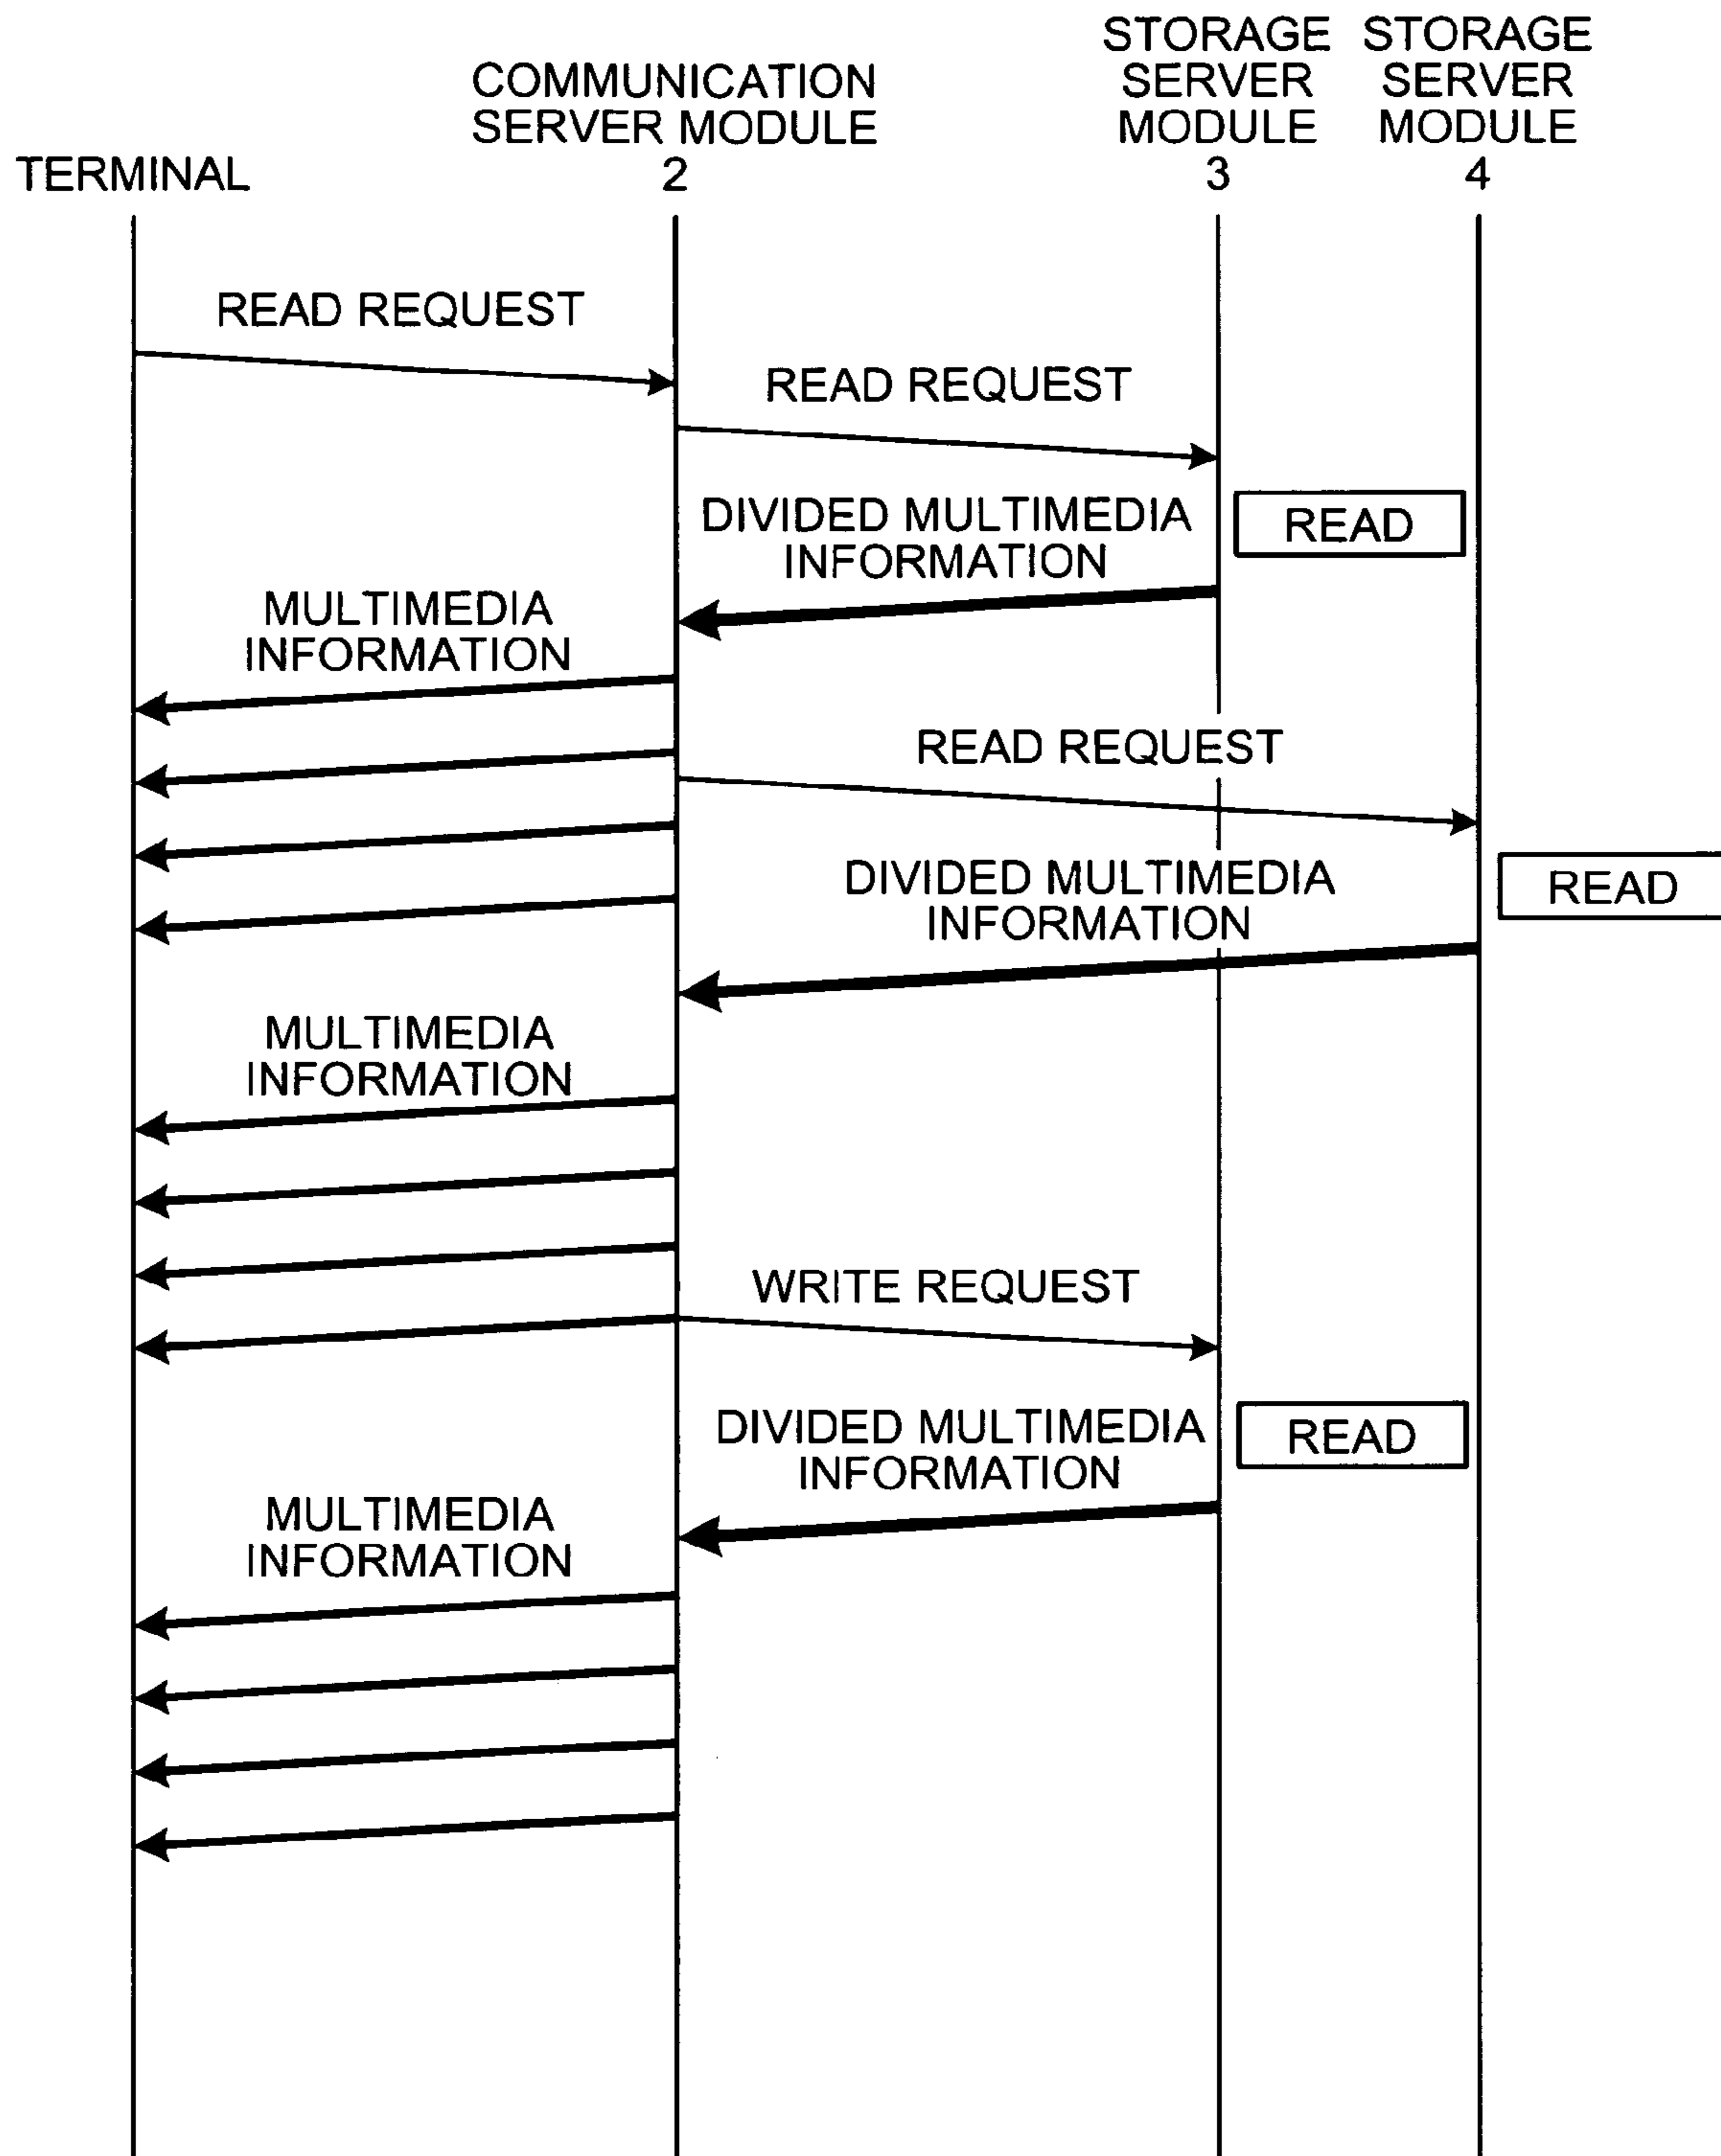 TERMINAL
COMMUNICATION
SERVER MODULE
2
STORAGE
SERVER
MODULE
3
STORAGE
SERVER
MODULE
4
READ REQUEST
READ REQUEST
DIVIDED MULTIMEDIA
INFORMATION
READ
MULTIMEDIA
INFORMATION
READ REQUEST
DIVIDED MULTIMEDIA
INFORMATION
READ
MULTIMEDIA
INFORMATION
WRITE REQUEST
DIVIDED MULTIMEDIA
INFORMATION
READ
MULTIMEDIA
INFORMATION